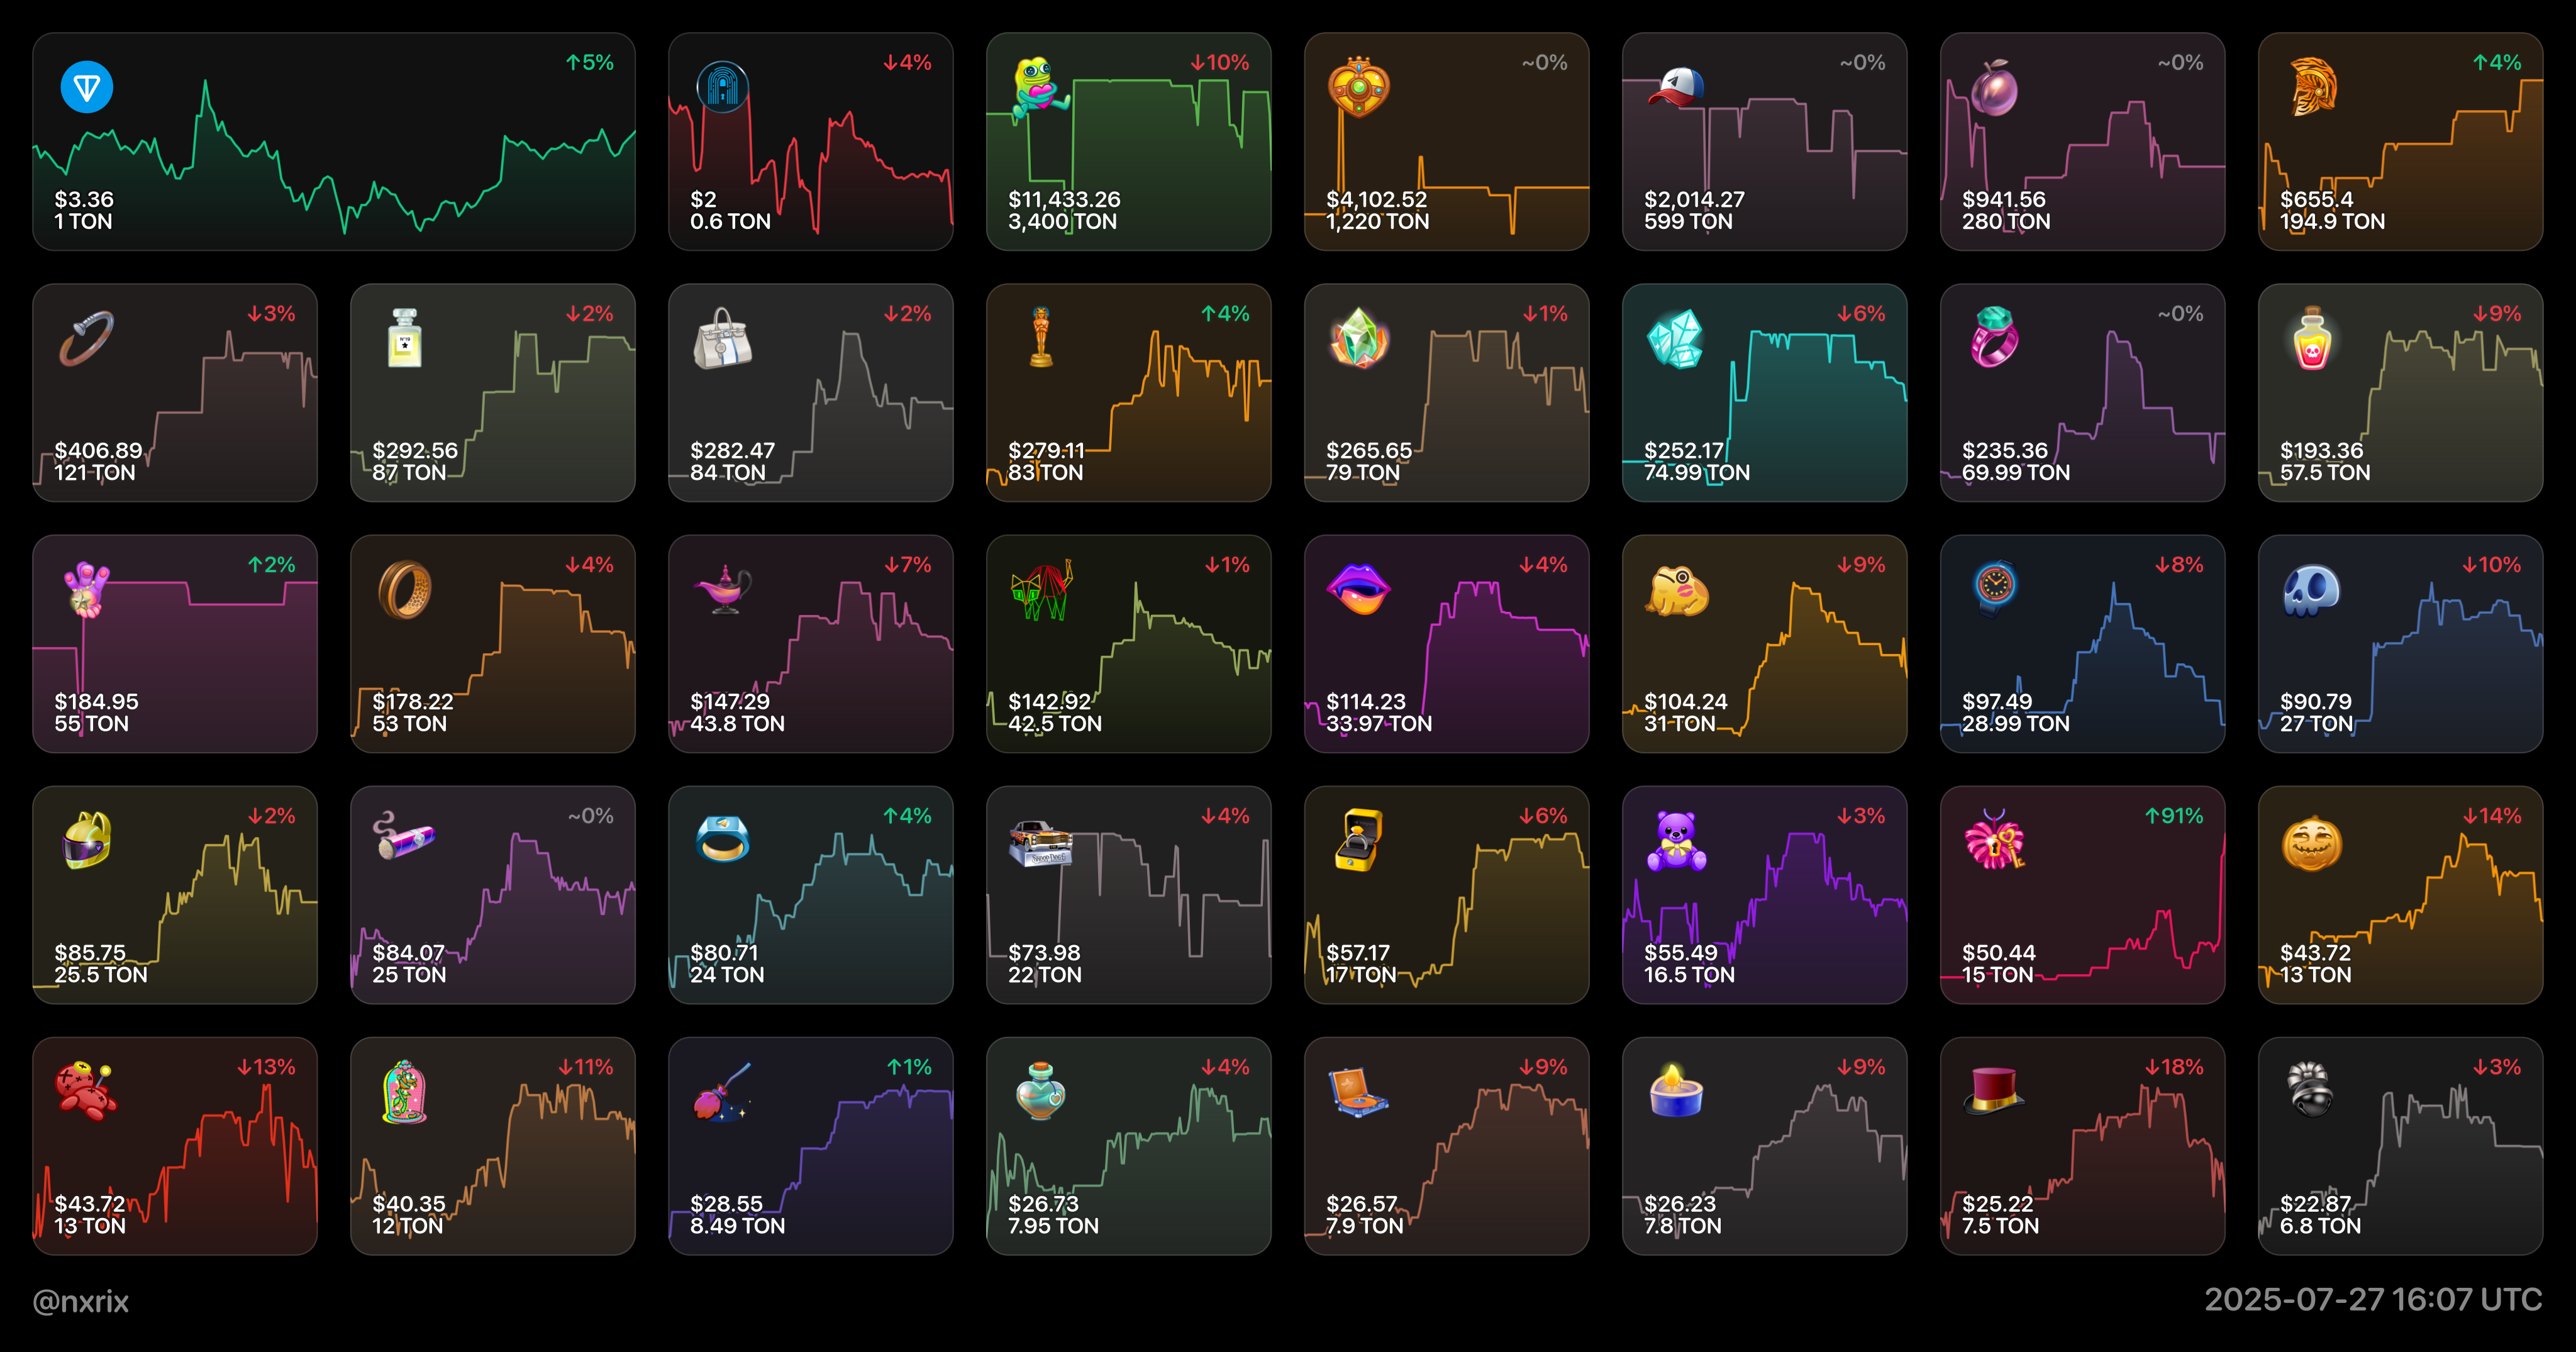 ↑5%
$3.36
1 TON
↓4%
$2
0.6 TON
↓10%
$11,433.26
3,400 TON
~0%
$4,102.52
1,220 TON
~0%
$2,014.27
599 TON
~0%
$941.56
280 TON
↑4%
$655.4
194.9 TON
↓3%
$406.89
121 TON
↓2%
$292.56
87 TON
↓2%
$282.47
84 TON
↑4%
$279.11
83 TON
↓1%
$265.65
79 TON
↓6%
$252.17
74.99 TON
~0%
$235.36
69.99 TON
↓9%
$193.36
57.5 TON
↑2%
$184.95
55 TON
↓4%
$178.22
53 TON
↓7%
$147.29
43.8 TON
↓1%
$142.92
42.5 TON
↓4%
$114.23
33.97 TON
↓9%
$104.24
31 TON
↓8%
$97.49
28.99 TON
↓10%
$90.79
27 TON
↓2%
$85.75
25.5 TON
~0%
$84.07
25 TON
↑4%
$80.71
24 TON
↓4%
SNOOP DOGG
$73.98
22 TON
↓6%
$57.17
17 TON
↓3%
$55.49
16.5 TON
↑91%
$50.44
15 TON
↓14%
$43.72
13 TON
↓13%
$43.72
13 TON
↓11%
$40.35
12 TON
↑1%
$28.55
8.49 TON
↓4%
$26.73
7.95 TON
↓9%
$26.57
7.9 TON
↓9%
$26.23
7.8 TON
↓18%
$25.22
7.5 TON
↓3%
$22.87
6.8 TON
@nxrix
2025-07-27 16:07 UTC